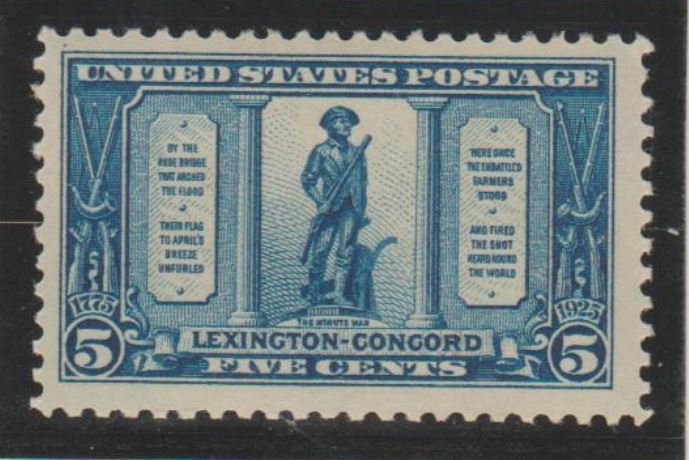 UNITED STATES POSTAGE
BY THE
RUDE BRIDGE
THAT ARCHED
THE FLOOD
THEIR FLAG
TO APRIL'S
BREEZE
UNFURLED
HERE ONCE
THE EMBATTLED
FARMERS
STOOD
AND FIRED
THE SHOT
HEARD ROUND
THE WORLD
1775
1925
THE MINUTE MAN
5
LEXINGTON-CONCORD
5
FIVE CENTS